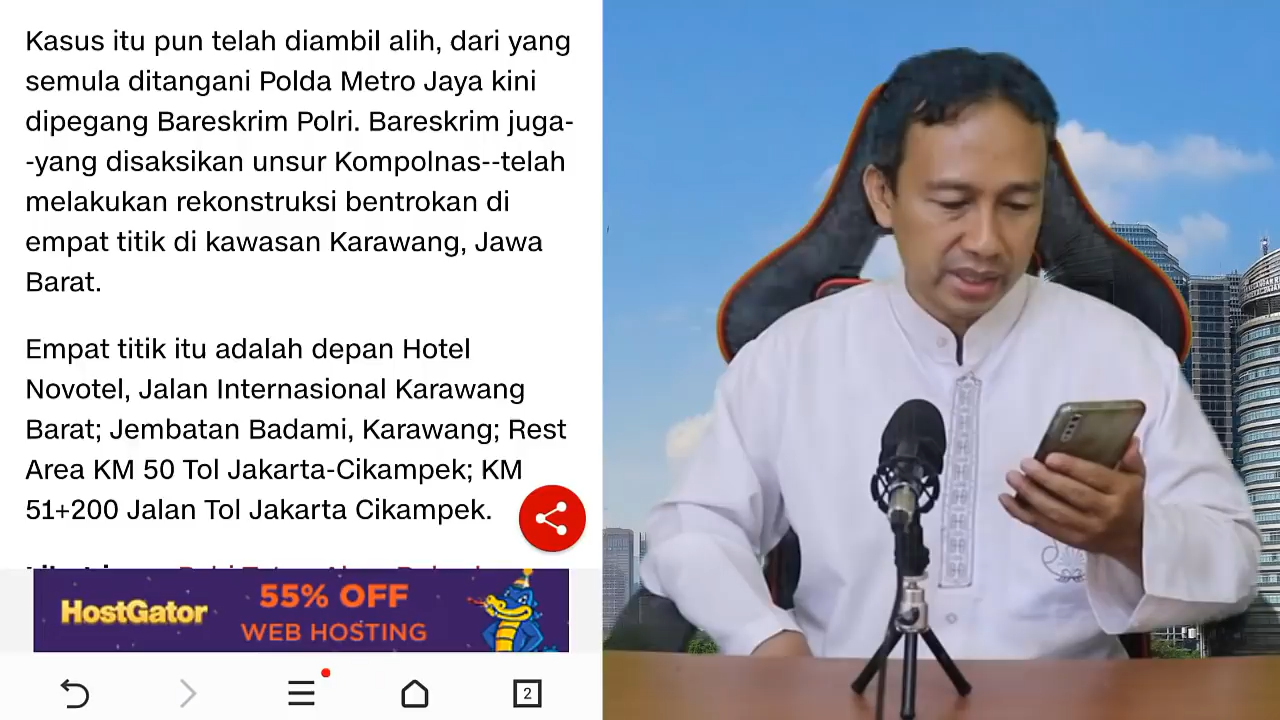 Kasus itu pun telah diambil alih, dari yang
semula ditangani Polda Metro Jaya kini
dipegang Bareskrim Polri. Bareskrim juga-
-yang disaksikan unsur Kompolnas--telah
melakukan rekonstruksi bentrokan di
empat titik di kawasan Karawang, Jawa
Barat.
Empat titik itu adalah depan Hotel
Novotel, Jalan Internasional Karawang
Barat; Jembatan Badami, Karawang; Rest
Area KM 50 Tol Jakarta-Cikampek; KM
51+200 Jalan Tol Jakarta Cikampek.
HostGator
55% OFF
WEB HOSTING
2